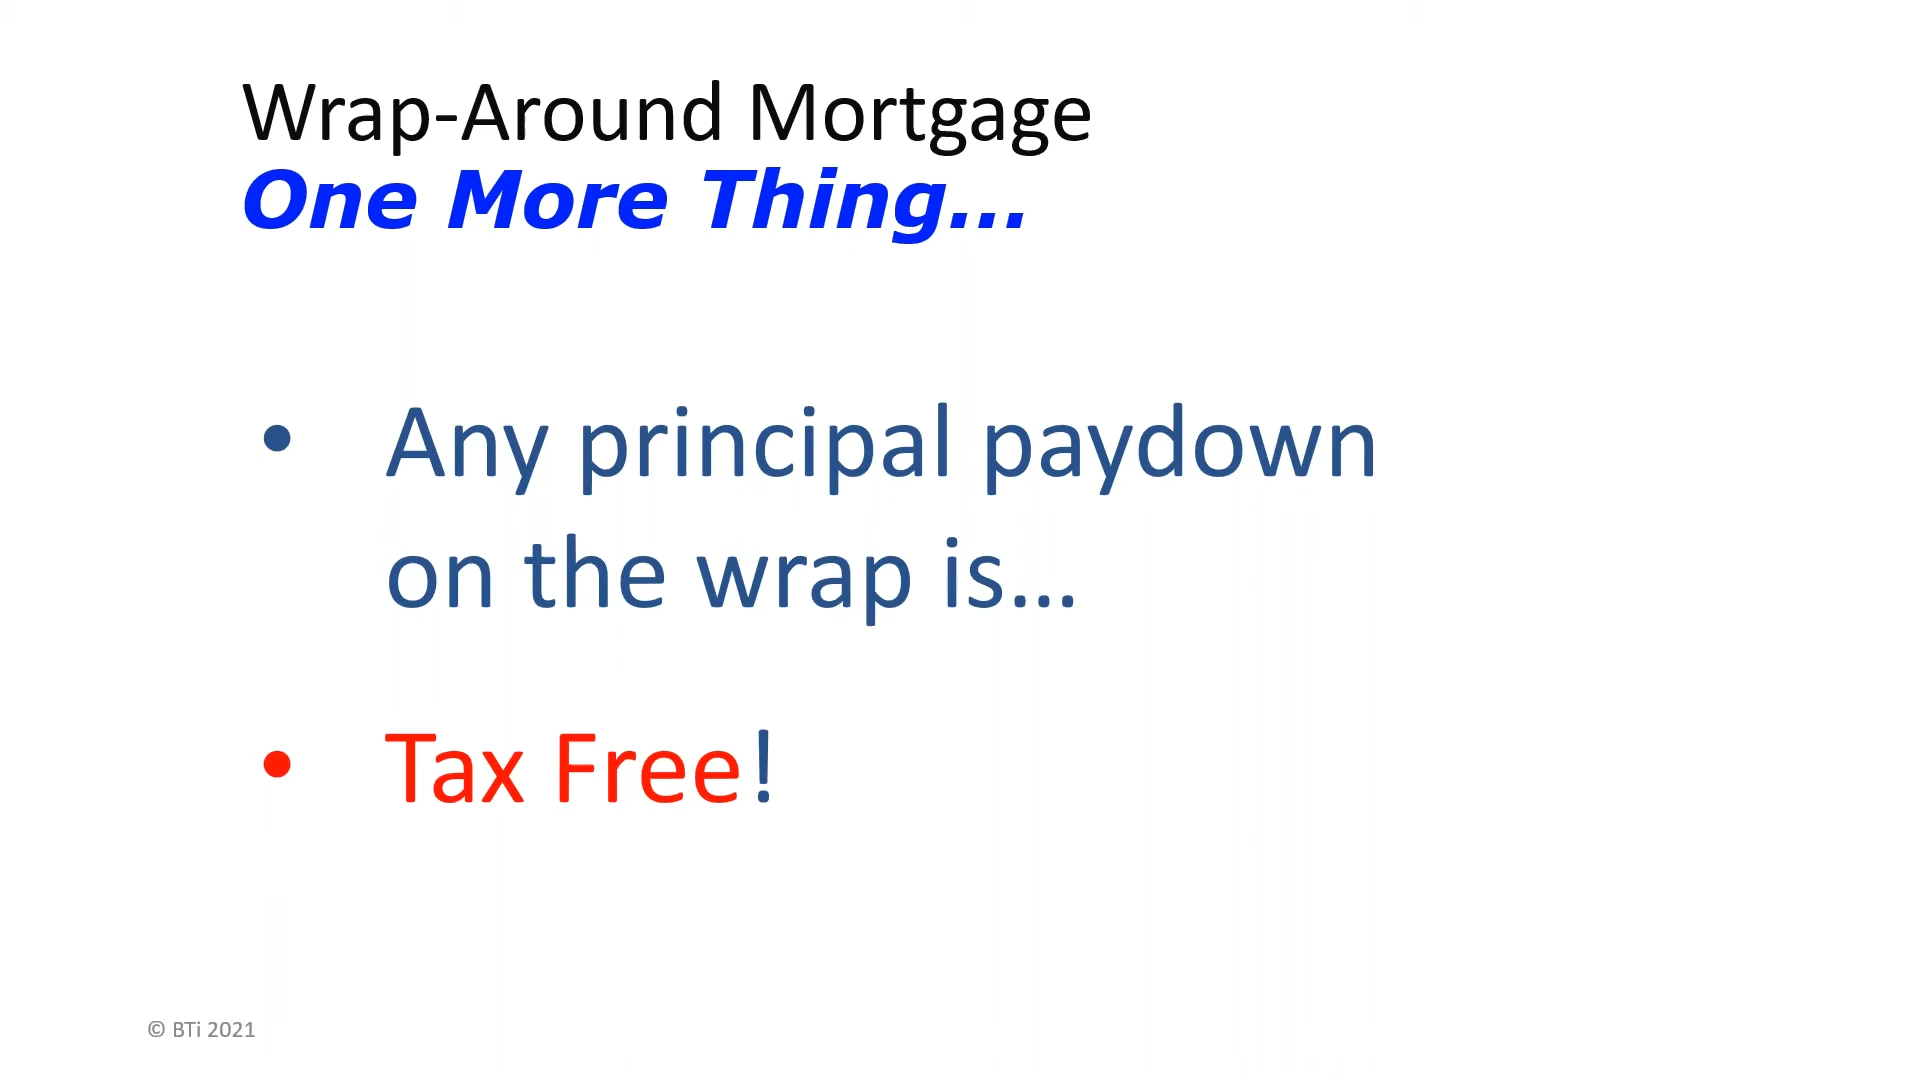 Wrap-Around Mortgage
One More Thing…
• Any principal paydown
on the wrap is…
• Tax Free!
© BTi 2021